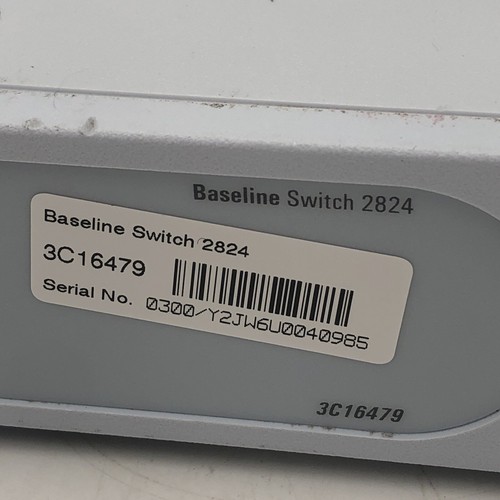 Baseline Switch 2824
Baseline Switch 2824
3C16479
Serial No. 0300/Y2JW6U0040985
3C16479